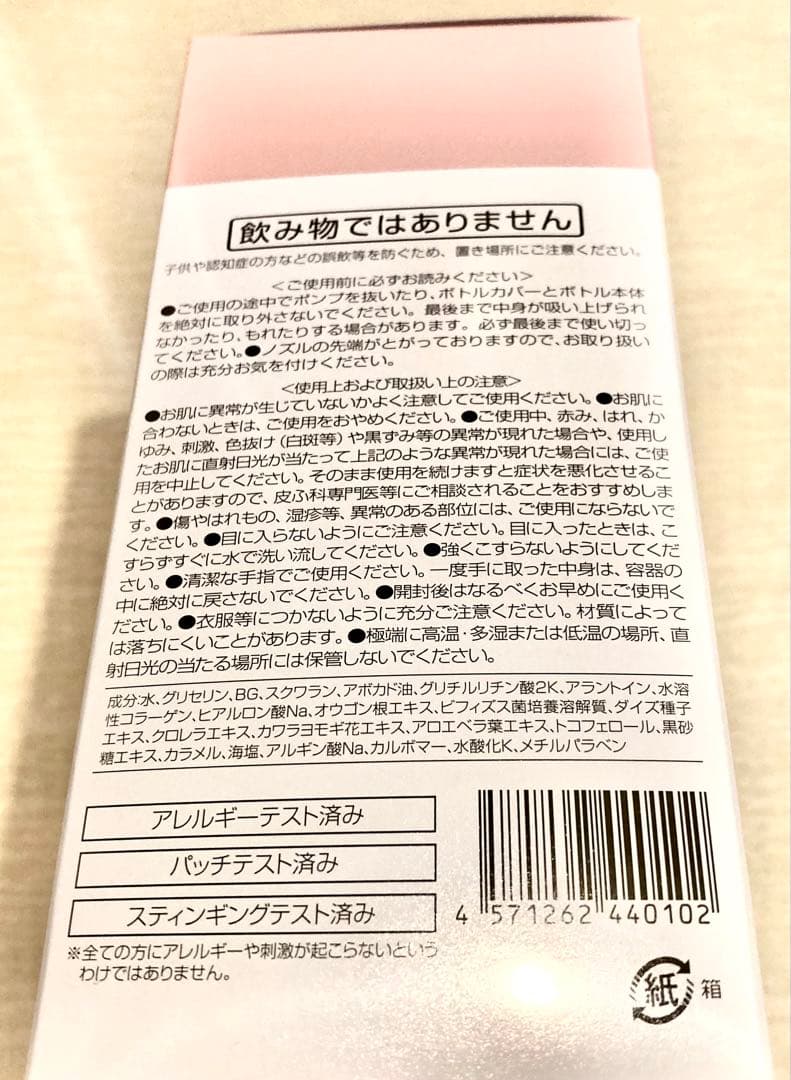 飲み物ではありません
子供や認知症の方などの誤飲等を防ぐため、置き場所にご注意ください。
＜ご使用前に必ずお読みください＞
●ご使用の途中でポンプを抜いたり、ボトルカバーとボトル本体
を絶対に取り外さないでください。最後まで中身が吸い上げられ
なかったり、もれたりする場合があります。必ず最後まで使い切っ
てください。●ノズルの先端がとがっておりますので、お取り扱い
の際は充分お気を付けください。
＜使用上および取扱い上の注意＞
●お肌に異常が生じていないかよく注意してご使用ください。●お肌に
合わないときは、ご使用をおやめください。●ご使用中、赤み、はれ、か
ゆみ、刺激、色抜け（白斑等）や黒ずみ等の異常が現れた場合や、使用し
たお肌に直射日光が当たって上記のような異常が現れた場合には、ご使
用を中止してください。そのまま使用を続けますと症状を悪化させるこ
とがありますので、皮ふ科専門医等にご相談されることをおすすめしま
す。●傷やはれもの、湿疹等、異常のある部位には、ご使用にならないで
ください。●目に入らないようにご注意ください。目に入ったときは、こ
すらずすぐに水で洗い流してください。●強くこすらないようにしてくだ
さい。●清潔な手指でご使用ください。一度手に取った中身は、容器の
中に絶対に戻さないでください。●開封後はなるべくお早めにご使用く
ださい。●衣服等につかないように充分ご注意ください。材質によって
は落ちにくいことがあります。●極端に高温・多湿または低温の場所、直
射日光の当たる場所には保管しないでください。
成分:水、グリセリン、BG、スクワラン、アボカド油、グリチルリチン酸2K、アラントイン、水溶
性コラーゲン、ヒアルロン酸Na、オウゴン根エキス、ビフィズス菌培養溶解質、ダイズ種子
エキス、クロレラエキス、カワラヨモギ花エキス、アロエベラ葉エキス、トコフェロール、黒砂
糖エキス、カラメル、海塩、アルギン酸Na、カルボマー、水酸化K、メチルパラベン
アレルギーテスト済み
パッチテスト済み
スティンギングテスト済み
※全ての方にアレルギーや刺激が起こらないという
わけではありません。
4 571262 440102
紙 箱